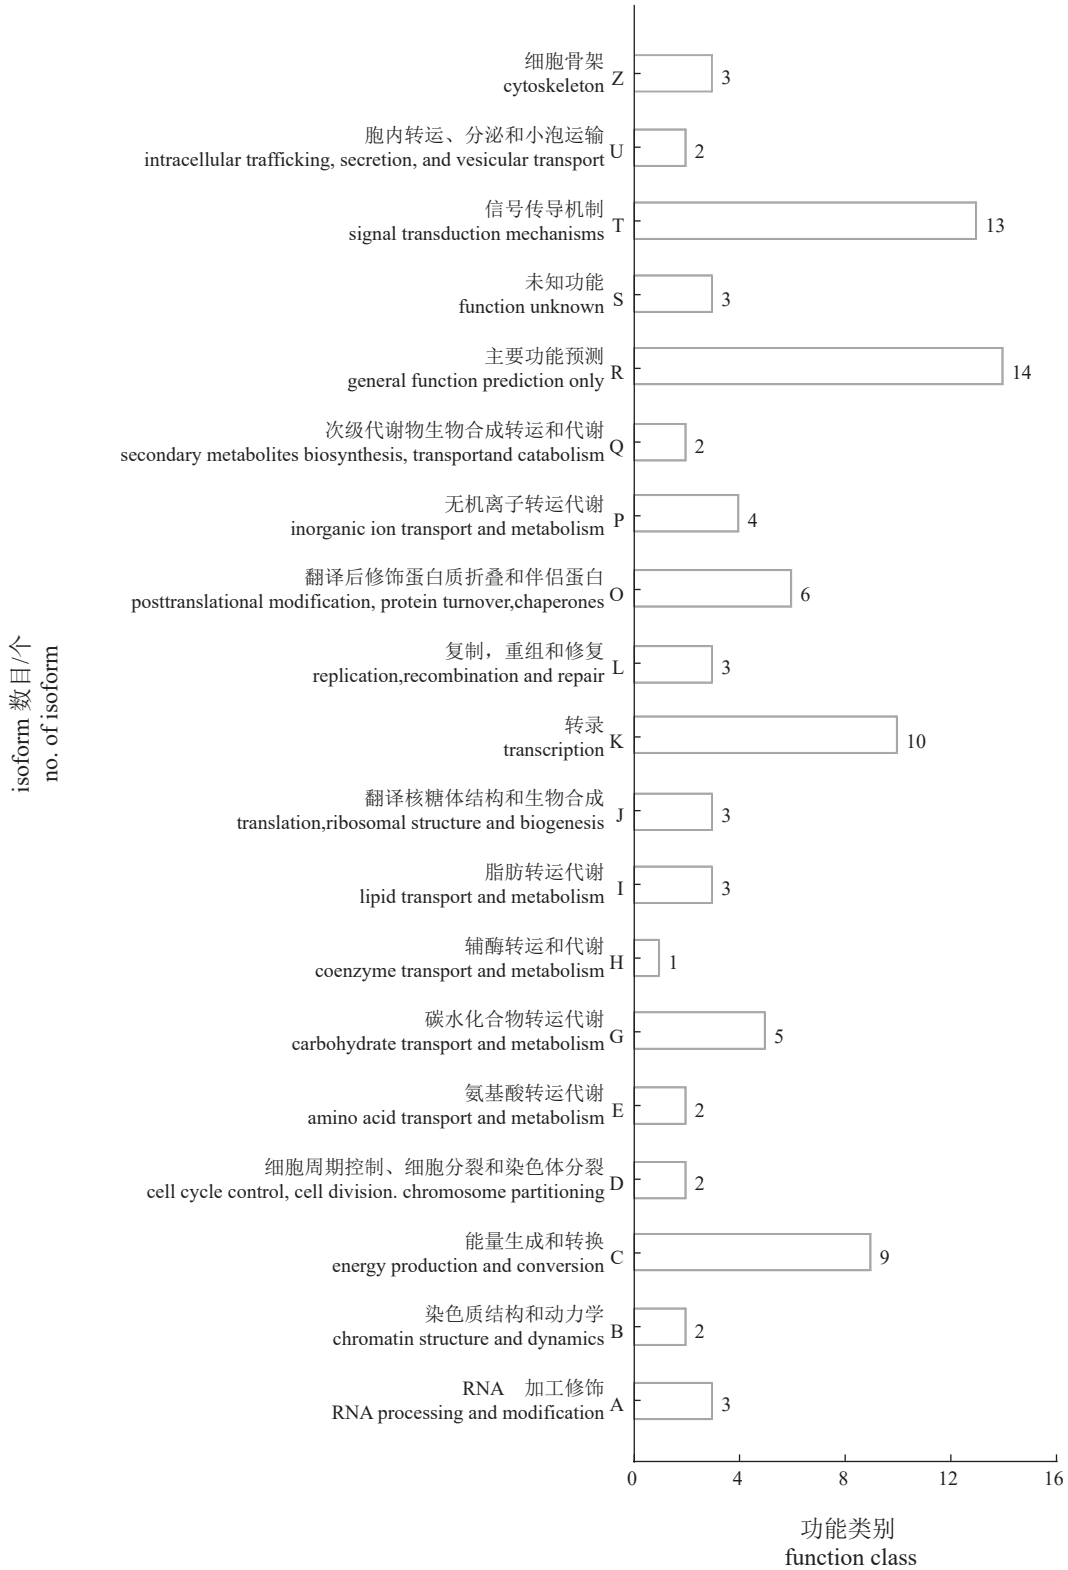 细胞骨架
cytoskeleton Z 3
胞内转运、分泌和小泡运输
intracellular trafficking, secretion, and vesicular transport U 2
信号传导机制
signal transduction mechanisms T 13
未知功能
function unknown S 3
主要功能预测
general function prediction only R 14
次级代谢物生物合成转运和代谢
secondary metabolites biosynthesis, transportand catabolism Q 2
无机离子转运代谢
inorganic ion transport and metabolism P 4
翻译后修饰蛋白质折叠和伴侣蛋白
posttranslational modification, protein turnover,chaperones O 6
复制，重组和修复
replication,recombination and repair L 3
转录
transcription K 10
翻译核糖体结构和生物合成
translation,ribosomal structure and biogenesis J 3
脂肪转运代谢
lipid transport and metabolism I 3
辅酶转运和代谢
coenzyme transport and metabolism H 1
碳水化合物转运代谢
carbohydrate transport and metabolism G 5
氨基酸转运代谢
amino acid transport and metabolism E 2
细胞周期控制、细胞分裂和染色体分裂
cell cycle control, cell division. chromosome partitioning D 2
能量生成和转换
energy production and conversion C 9
染色质结构和动力学
chromatin structure and dynamics B 2
RNA 加工修饰
RNA processing and modification A 3
isoform 数目/个
no. of isoform
0 4 8 12 16
功能类别
function class